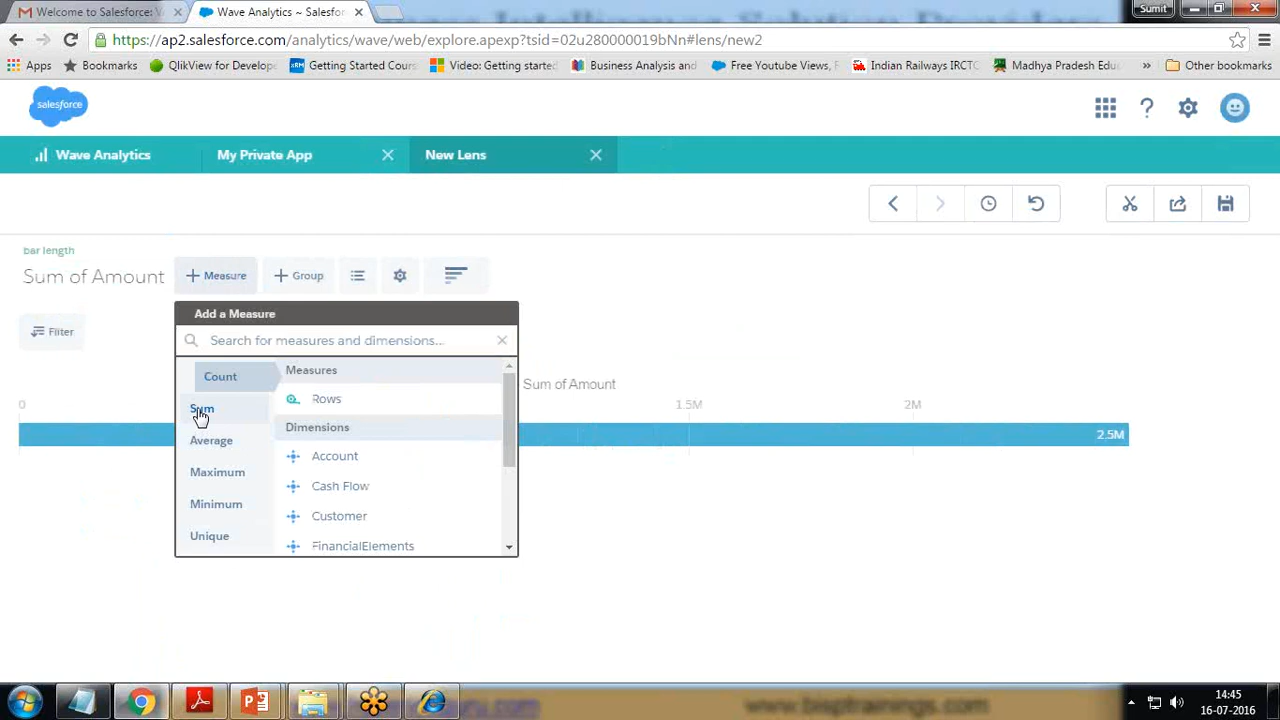 Welcome to Salesforce: V
Wave Analytics ~ Salesfor
Sumit
https://ap2.salesforce.com/analytics/wave/web/explore.apexp?tsid=02u280000019bNn#lens/new2
Apps
Bookmarks
QlikView for Develope
Getting Started Cours
Video: Getting started
Business Analysis and
Free Youtube Views, F
Indian Railways IRCTC
Madhya Pradesh Edu
»
Other bookmarks
salesforce
Wave Analytics
My Private App
New Lens
bar length
Sum of Amount
+ Measure
+ Group
Filter
Add a Measure
Search for measures and dimensions...
Count
Sum
Average
Maximum
Minimum
Unique
Measures
Rows
Dimensions
Account
Cash Flow
Customer
FinancialElements
Sum of Amount
0
1.5M
2M
2.5M
www.bisptrainings.com
14:45
16-07-2016